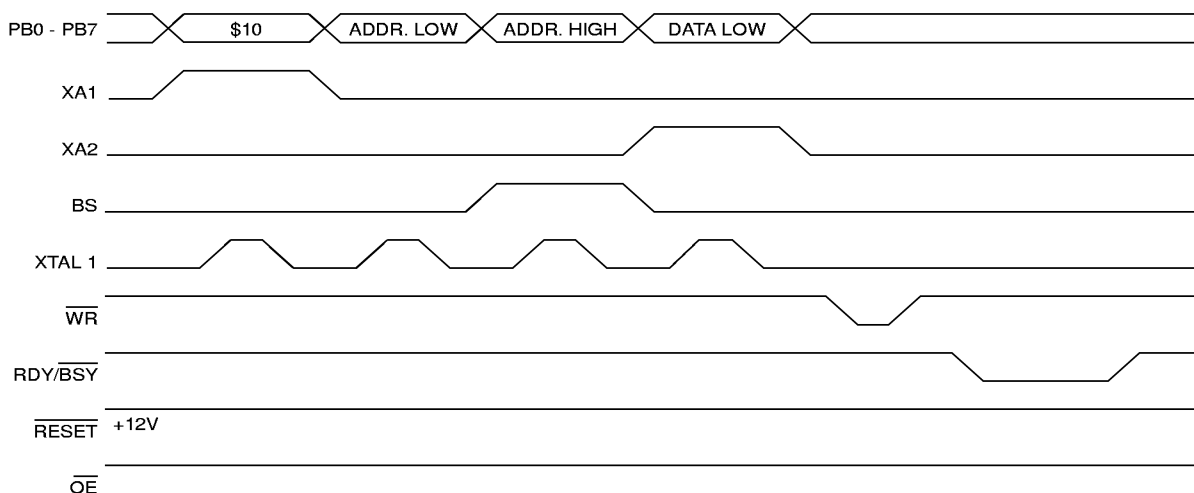 PB0 - PB7 $10 ADDR. LOW ADDR. HIGH DATA LOW
XA1
XA2
BS
XTAL 1
WR
RDY/BSY
RESET +12V
OE